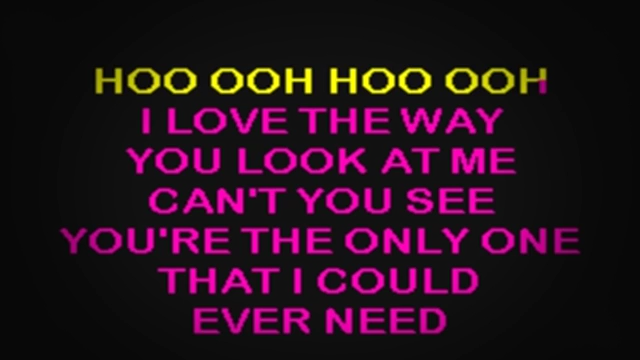 HOO OOH HOO OOH
I LOVE THE WAY
YOU LOOK AT ME
CAN'T YOU SEE
YOU'RE THE ONLY ONE
THAT I COULD
EVER NEED